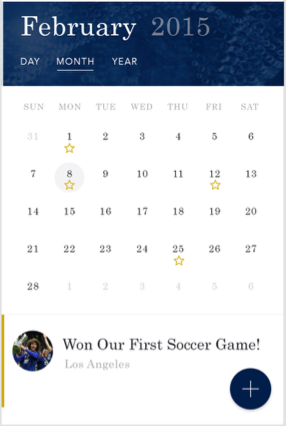 February 2015
DAY MONTH YEAR
SUN MON TUE WED THU FRI SAT
31 1 2 3 4 5 6
7 8 9 10 11 12 13
14 15 16 17 18 19 20
21 22 23 24 25 26 27
28 1 2 3 4 5 6
Won Our First Soccer Game!
Los Angeles